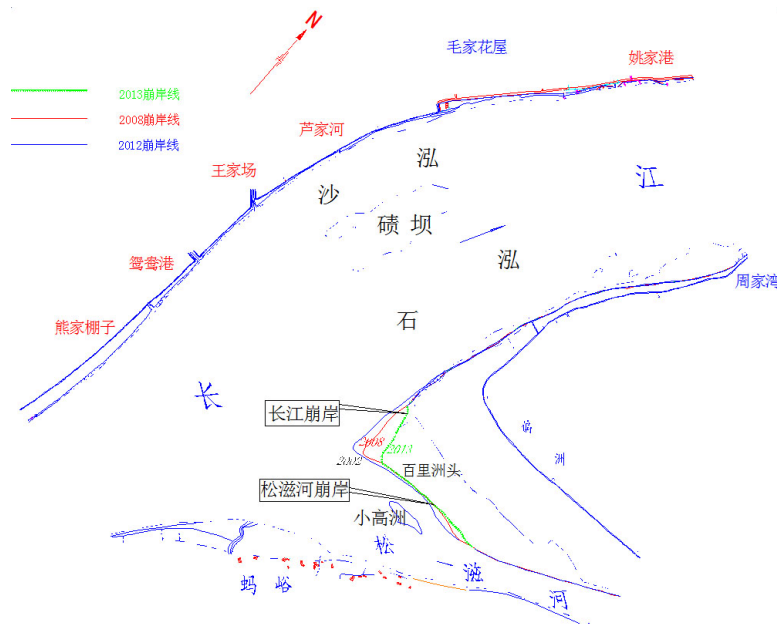 N
毛家花屋
姚家港
2013崩岸线
2008崩岸线
2012崩岸线
芦家河
泓
江
王家场
沙
碛坝
鸳鸯港
泓
周家湾
熊家棚子
石
长
长江崩岸
2008
2013
2002
百里洲头
洲
松滋河崩岸
小高洲
松
滋
蚂
河